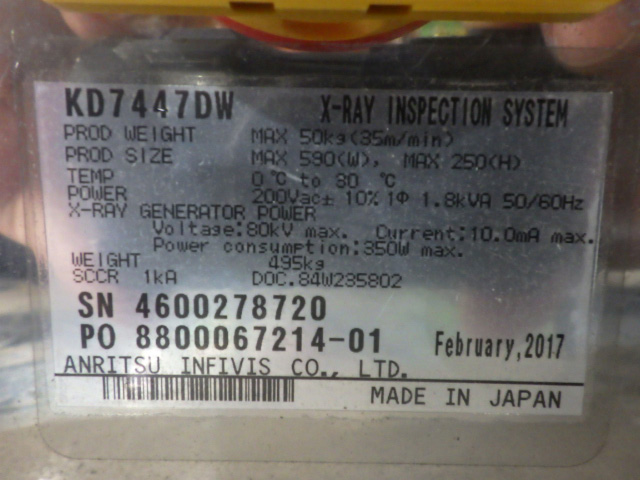 KD7447DW X-RAY INSPECTION SYSTEM
PROD WEIGHT MAX 50kg(35m/min)
PROD SIZE MAX 590(W), MAX 250(H)
TEMP 0℃ to 30 ℃
POWER 200Vac± 10% 1Φ 1.8kVA 50/60Hz
X-RAY GENERATOR POWER
Voltage:80kV max. Current:10.0mA max.
Power consumption:350W max.
WEIGHT 495kg
SCCR 1kA DOC.84W235802
SN 4600278720
PO 8800067214-01 February,2017
ANRITSU INFIVIS CO., LTD.
MADE IN JAPAN